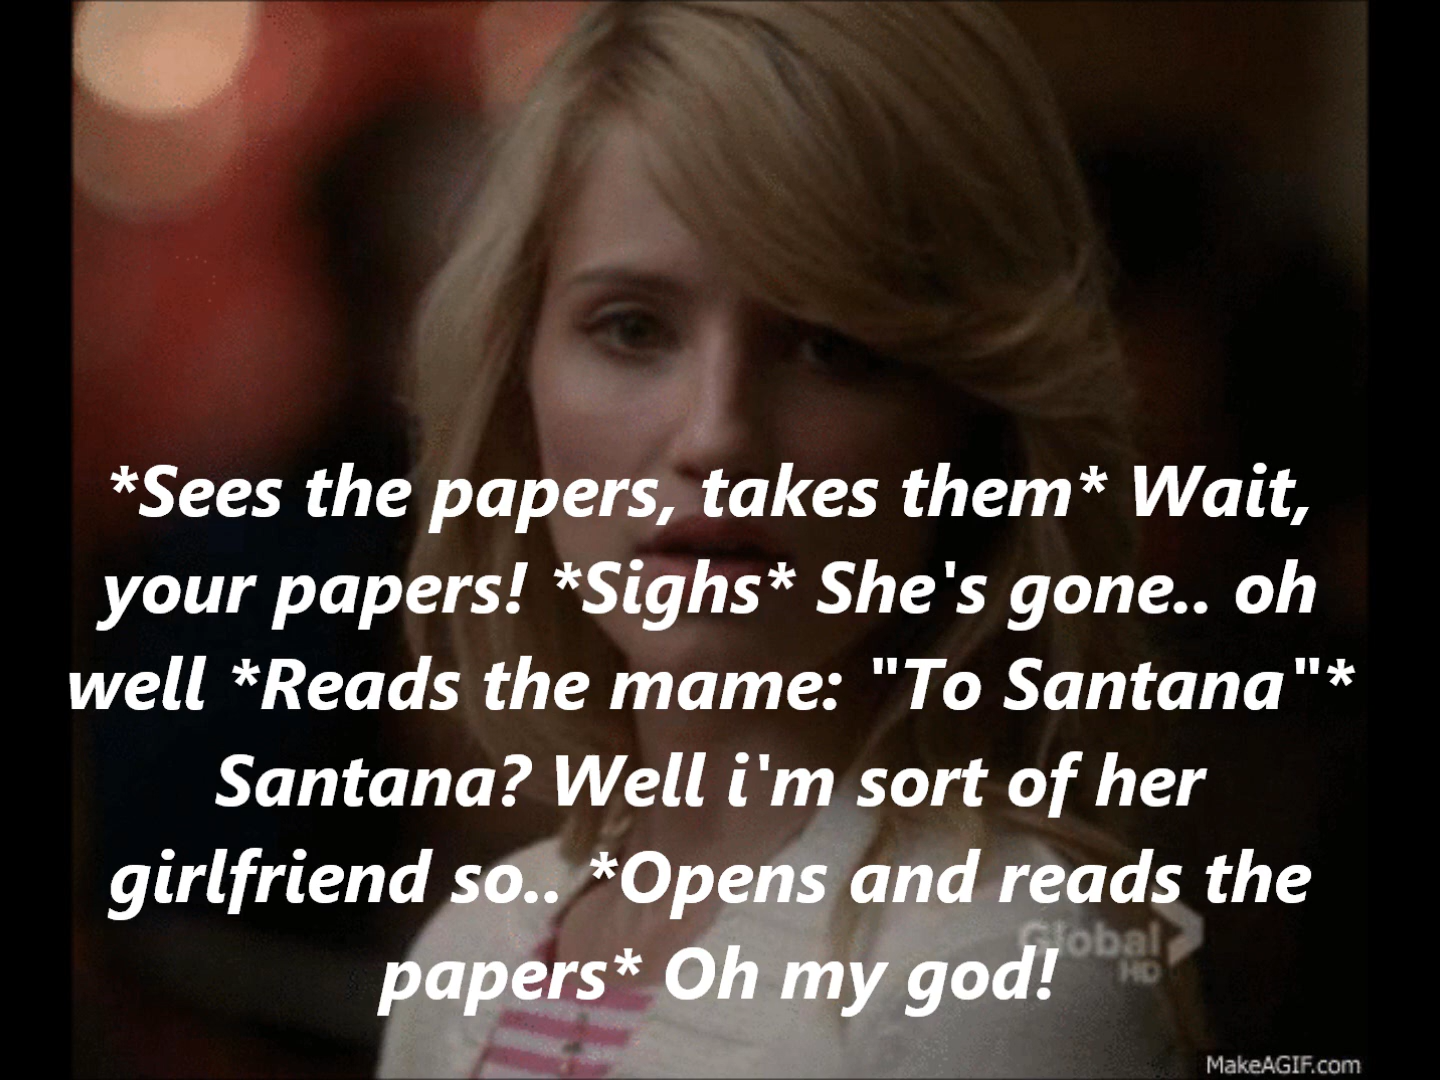 *Sees the papers, takes them* Wait,
your papers! *Sighs* She's gone.. oh
well *Reads the mame: "To Santana"*
Santana? Well i'm sort of her
girlfriend so.. *Opens and reads the
papers* Oh my god!
Global
HD
MakeAGIF.com